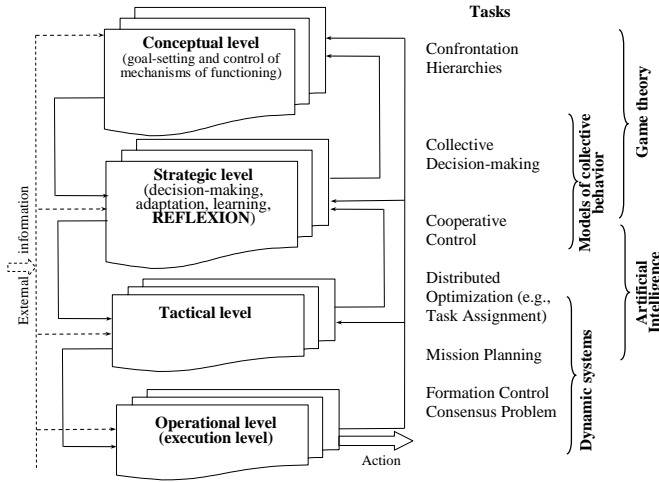 Tasks
Conceptual level
(goal-setting and control of
mechanisms of functioning)
Strategic level
(decision-making,
adaptation, learning,
REFLEXION)
Tactical level
Operational level
(execution level)
External information
Action
Confrontation
Hierarchies
Collective
Decision-making
Cooperative
Control
Distributed
Optimization (e.g.,
Task Assignment)
Mission Planning
Formation Control
Consensus Problem
Models of collective
behavior
Dynamic systems
Game theory
Artificial
Intelligence